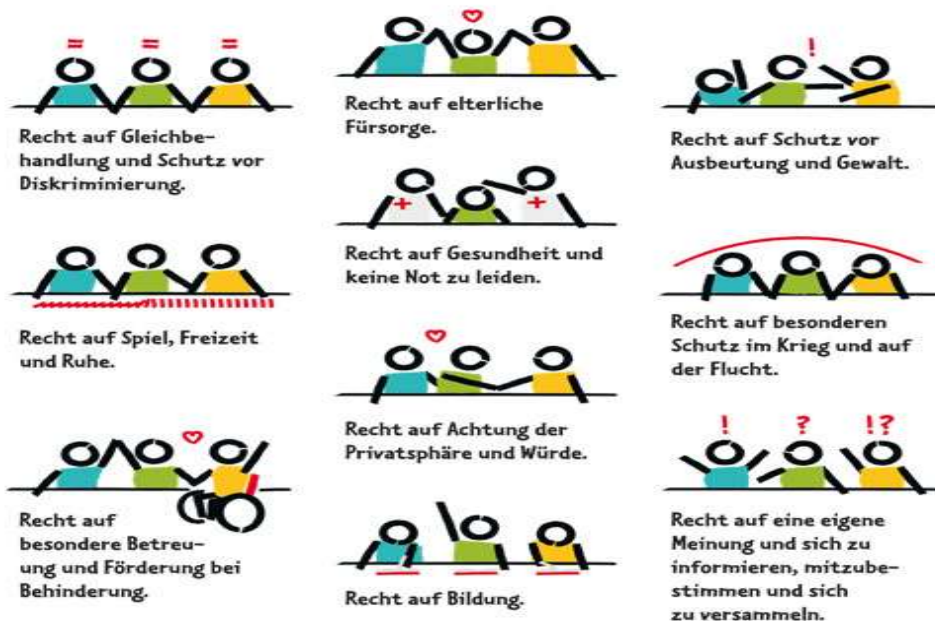 = = =
Recht auf Gleichbe-
handlung und Schutz vor
Diskriminierung.
Recht auf Spiel, Freizeit
und Ruhe.
Recht auf
besondere Betreu-
ung und Förderung bei
Behinderung.
Recht auf elterliche
Fürsorge.
+ +
Recht auf Gesundheit und
keine Not zu leiden.
Recht auf Achtung der
Privatsphäre und Würde.
Recht auf Bildung.
!
Recht auf Schutz vor
Ausbeutung und Gewalt.
Recht auf besonderen
Schutz im Krieg und auf
der Flucht.
! ? !?
Recht auf eine eigene
Meinung und sich zu
informieren, mitzube-
stimmen und sich
zu versammeln.